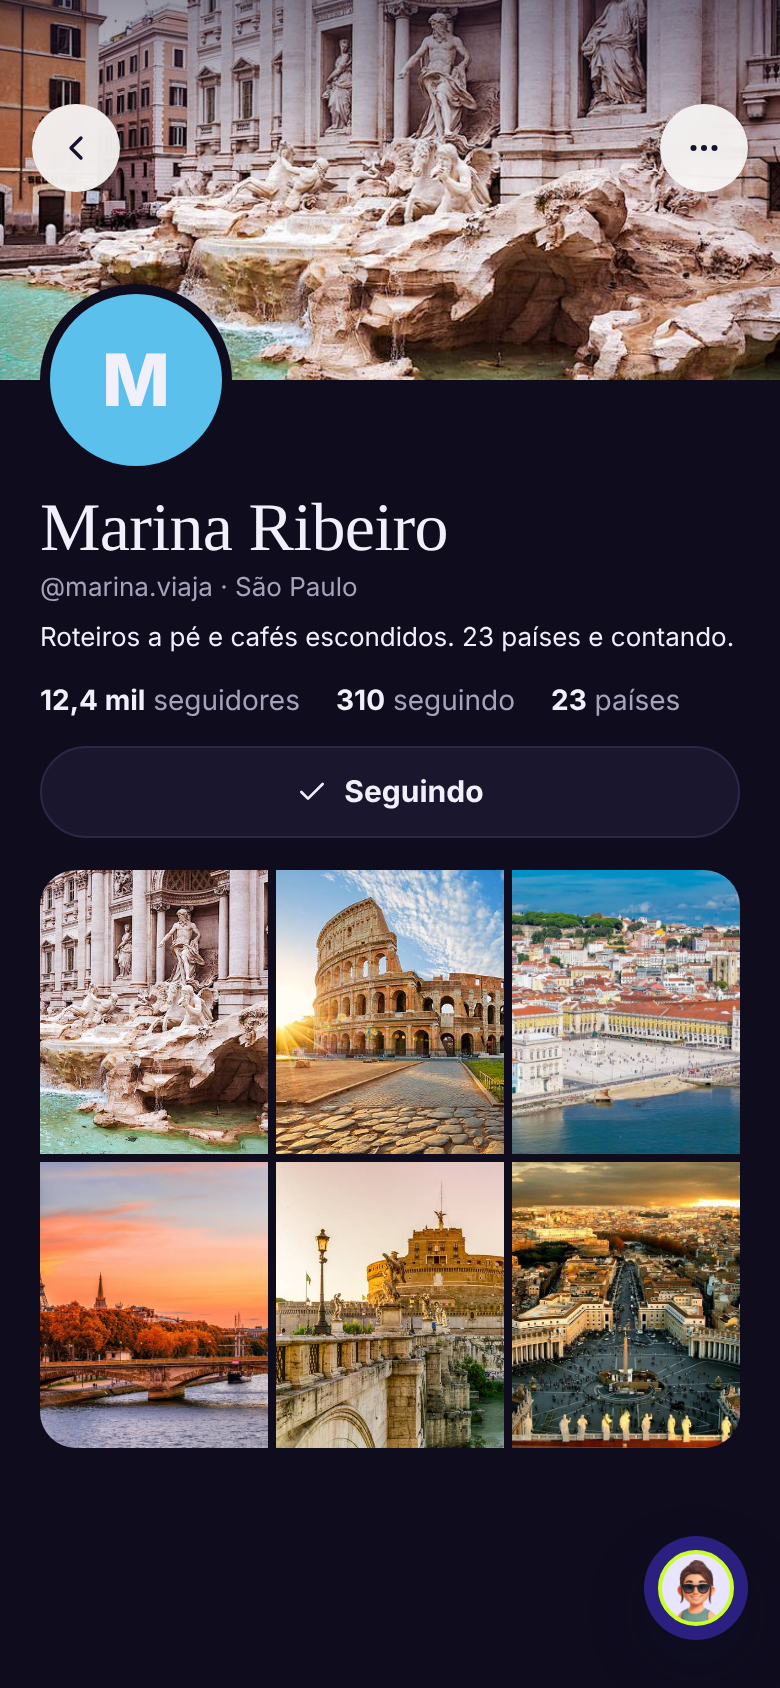 M
Marina Ribeiro
@marina.viaja · São Paulo
Roteiros a pé e cafés escondidos. 23 países e contando.
12,4 mil seguidores 310 seguindo 23 países
Seguindo